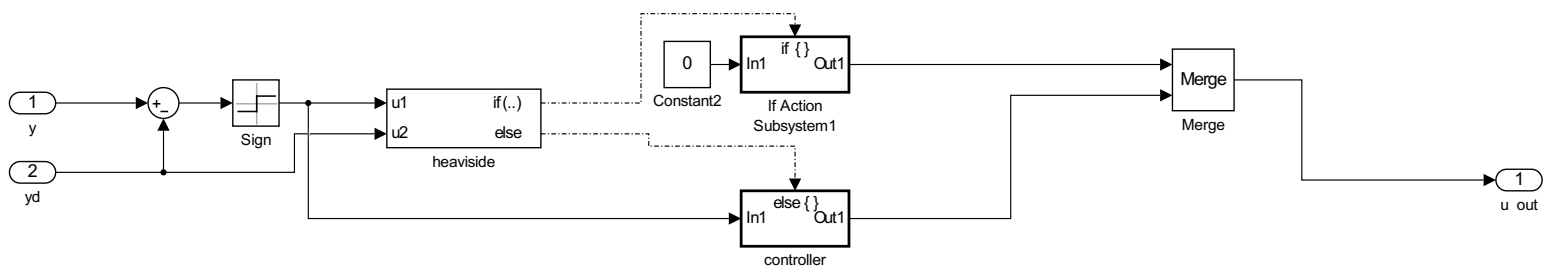 if { }
In1
Out1
0
Constant2
If Action
Subsystem1
Merge
Merge
1
y
+
−
Sign
u1
if(..)
u2
else
heaviside
2
yd
else { }
In1
Out1
controller
1
u out